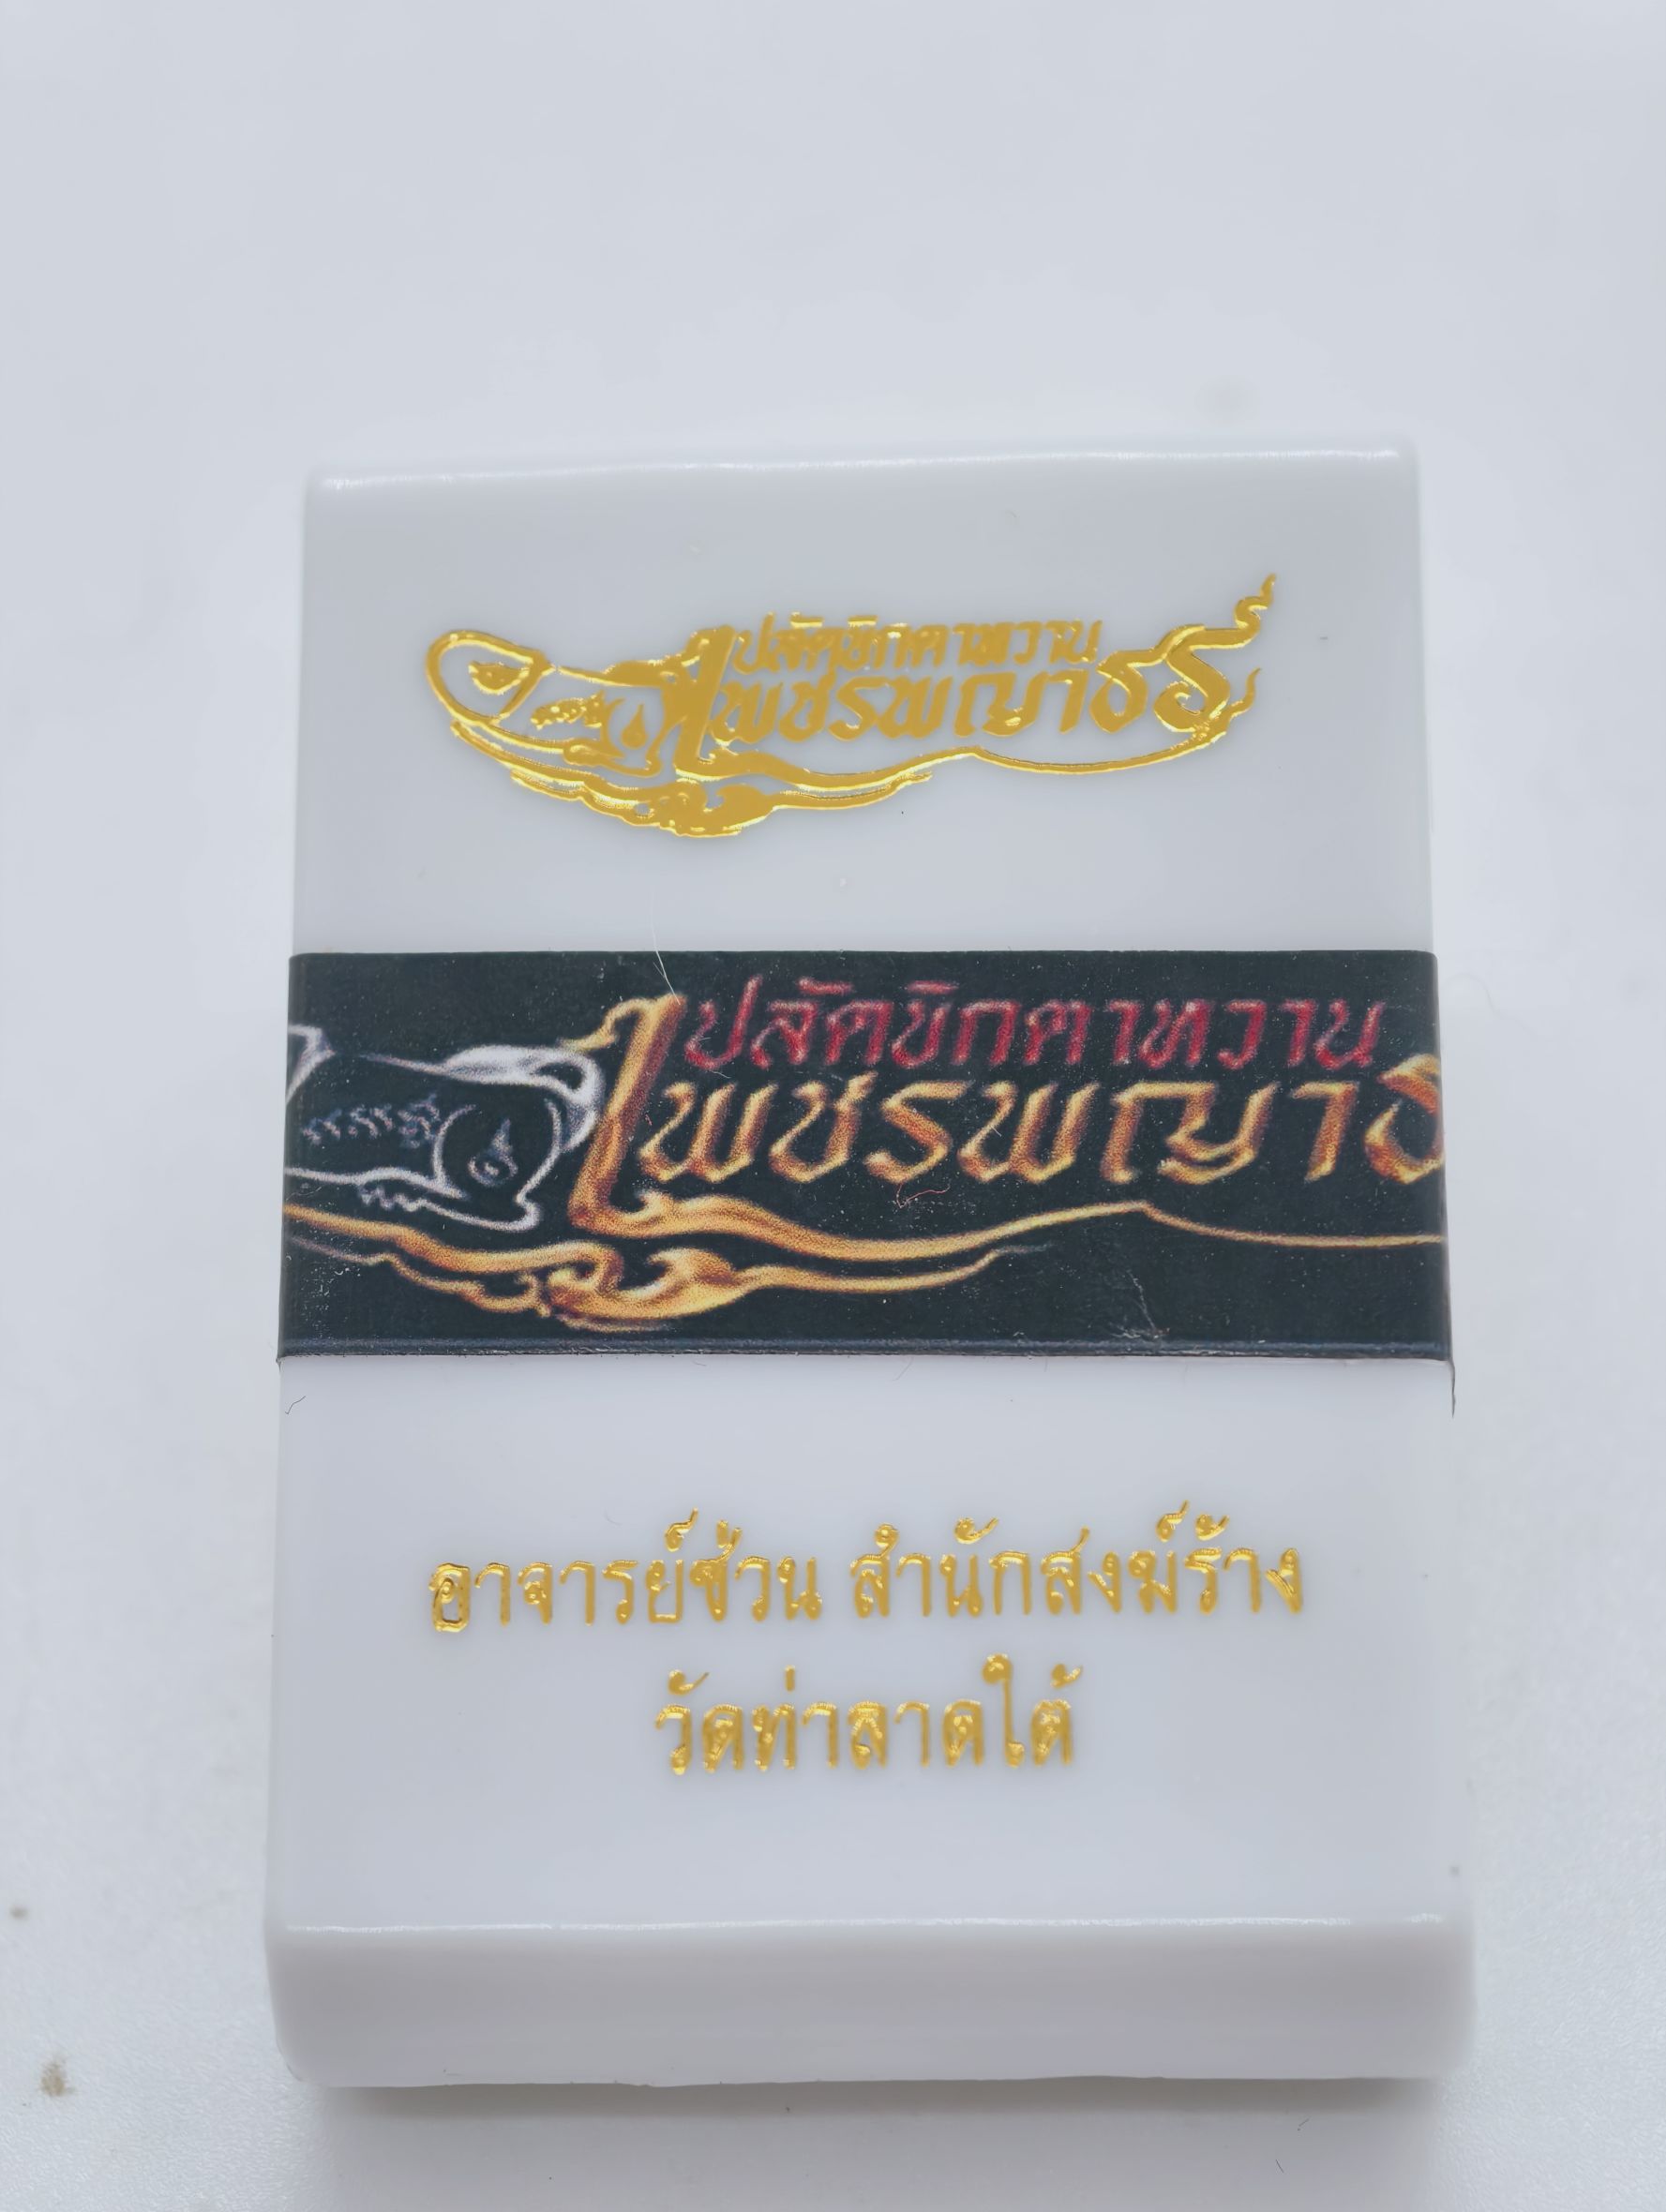 ปลัดขิกตาหวาน
เพชรพญาธร
ปลัดขิกตาหวาน
เพชรพญาธ
อาจารย์ช่วน สำนักสงฆ์ร้าง
วัดท่าลาดใต้